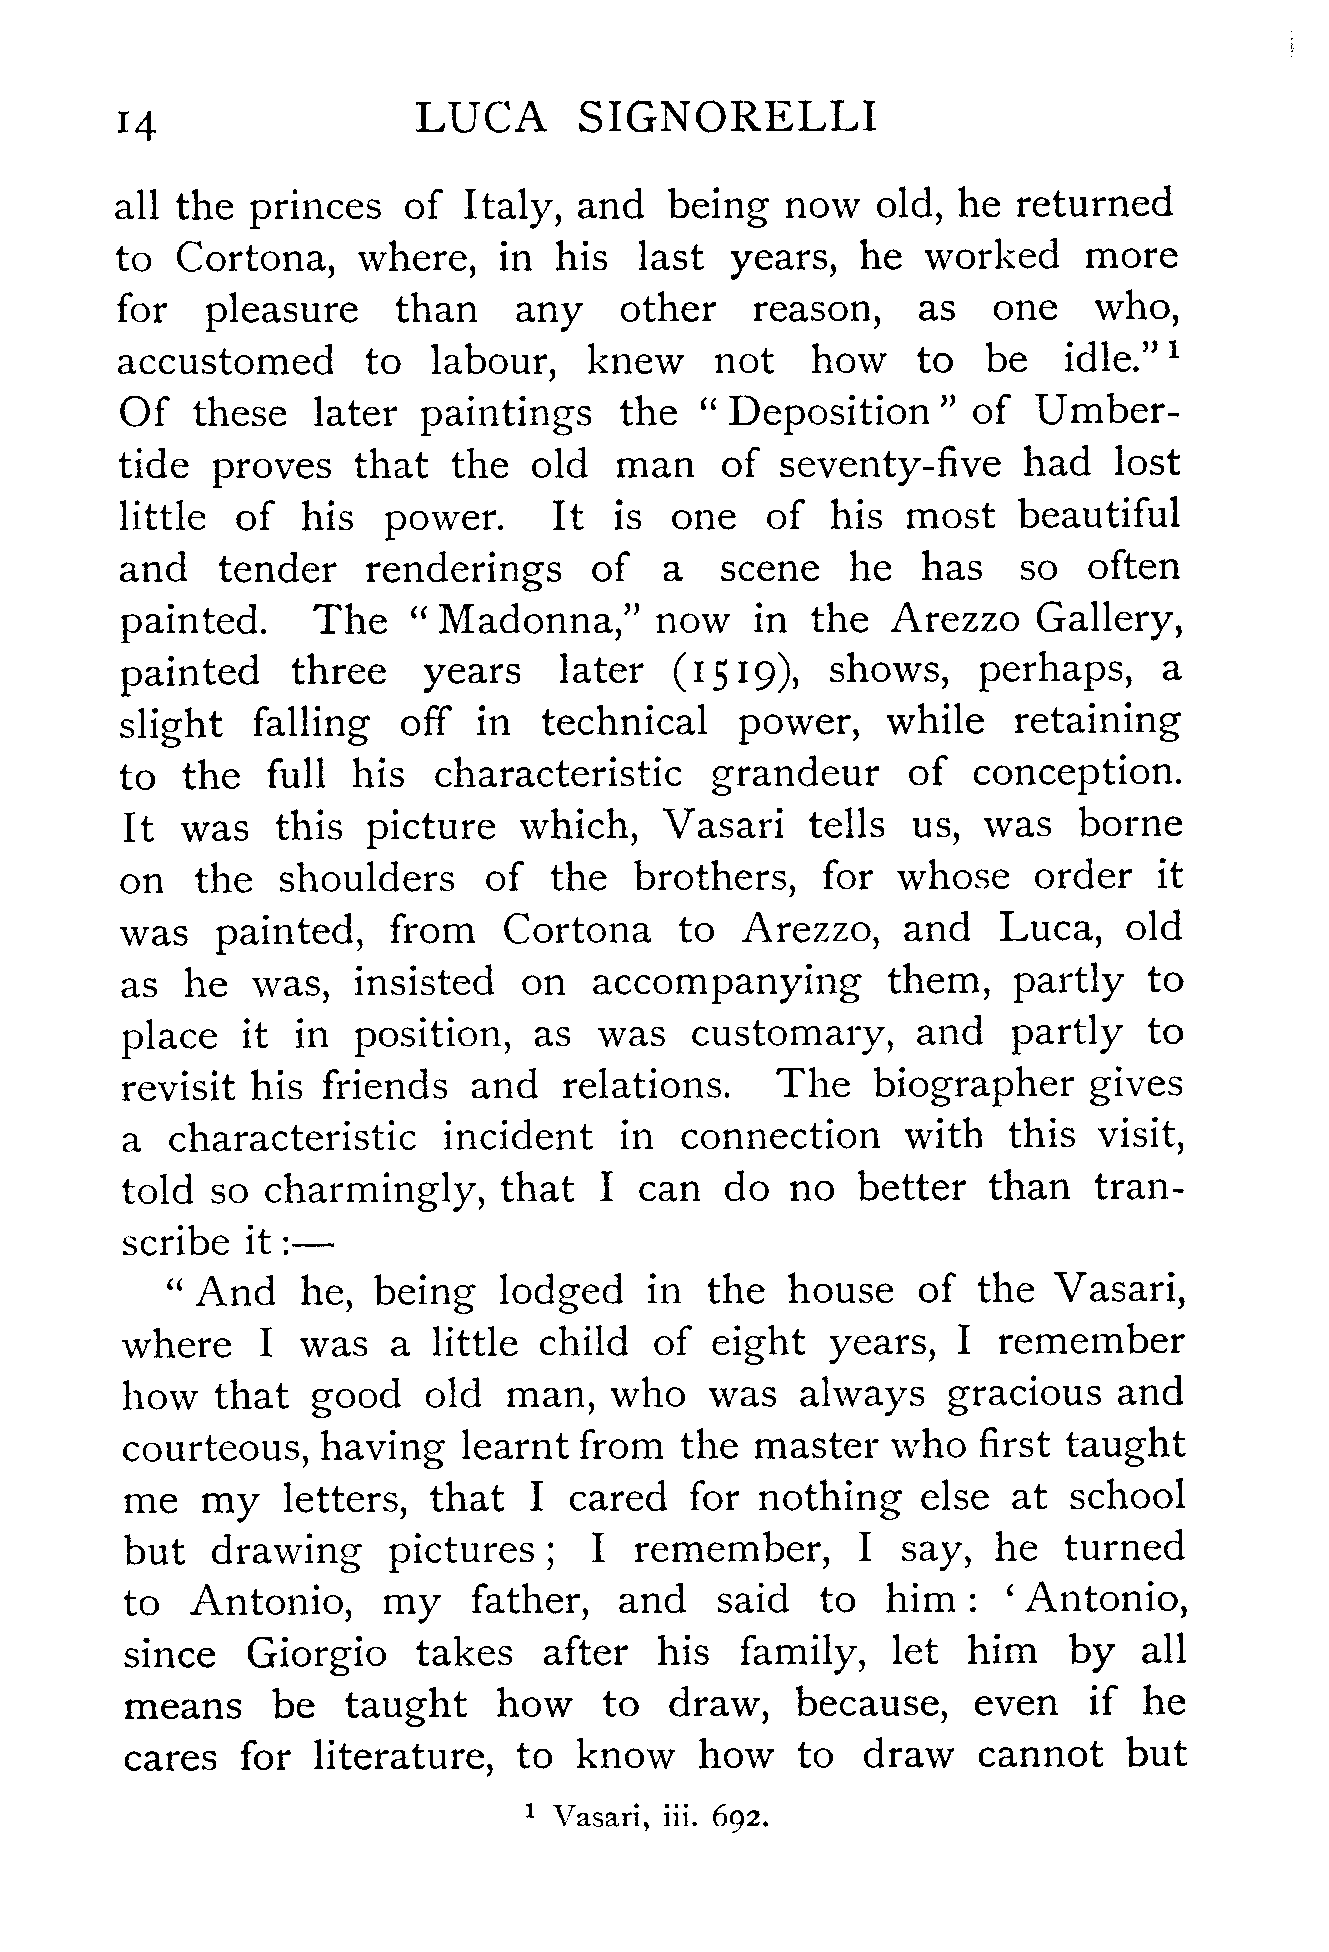 14 LUCA SIGNORELLI
all the princes of Italy, and being now old, he returned
to Cortona, where, in his last years, he worked more
for pleasure than any other reason, as one who,
accustomed to labour, knew not how to be idle.” ¹
Of these later paintings the “ Deposition ” of Umber-
tide proves that the old man of seventy-five had lost
little of his power. It is one of his most beautiful
and tender renderings of a scene he has so often
painted. The “ Madonna,” now in the Arezzo Gallery,
painted three years later (1519), shows, perhaps, a
slight falling off in technical power, while retaining
to the full his characteristic grandeur of conception.
It was this picture which, Vasari tells us, was borne
on the shoulders of the brothers, for whose order it
was painted, from Cortona to Arezzo, and Luca, old
as he was, insisted on accompanying them, partly to
place it in position, as was customary, and partly to
revisit his friends and relations. The biographer gives
a characteristic incident in connection with this visit,
told so charmingly, that I can do no better than tran-
scribe it :—
“ And he, being lodged in the house of the Vasari,
where I was a little child of eight years, I remember
how that good old man, who was always gracious and
courteous, having learnt from the master who first taught
me my letters, that I cared for nothing else at school
but drawing pictures ; I remember, I say, he turned
to Antonio, my father, and said to him : ‘ Antonio,
since Giorgio takes after his family, let him by all
means be taught how to draw, because, even if he
cares for literature, to know how to draw cannot but
¹ Vasari, iii. 692.